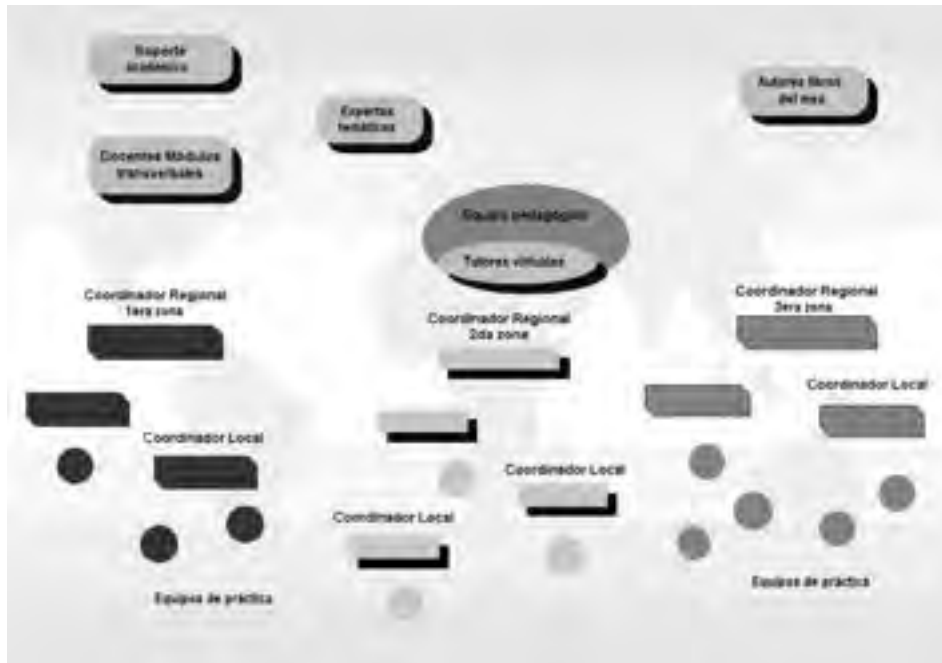 Soporte
académico
Autores libros
del mes
Expertos
temáticos
Docentes Módulos
transversales
Equipo pedagógico
Tutores virtuales
Coordinador Regional
1era zona
Coordinador Regional
2da zona
Coordinador Regional
3era zona
Coordinador Local
Coordinador Local
Coordinador Local
Coordinador Local
Equipos de práctica
Equipos de práctica